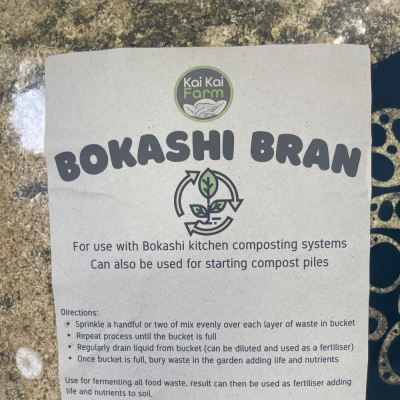 Kai Kai
Farm
BOKASHI BRAN
For use with Bokashi kitchen composting systems
Can also be used for starting compost piles
Directions:
• Sprinkle a handful or two of mix evenly over each layer of waste in bucket
• Repeat process until the bucket is full
• Regularly drain liquid from bucket (can be diluted and used as a fertiliser)
• Once bucket is full, bury waste in the garden adding life and nutrients
Use for fermenting all food waste, result can then be used as fertiliser adding
life and nutrients to soil.